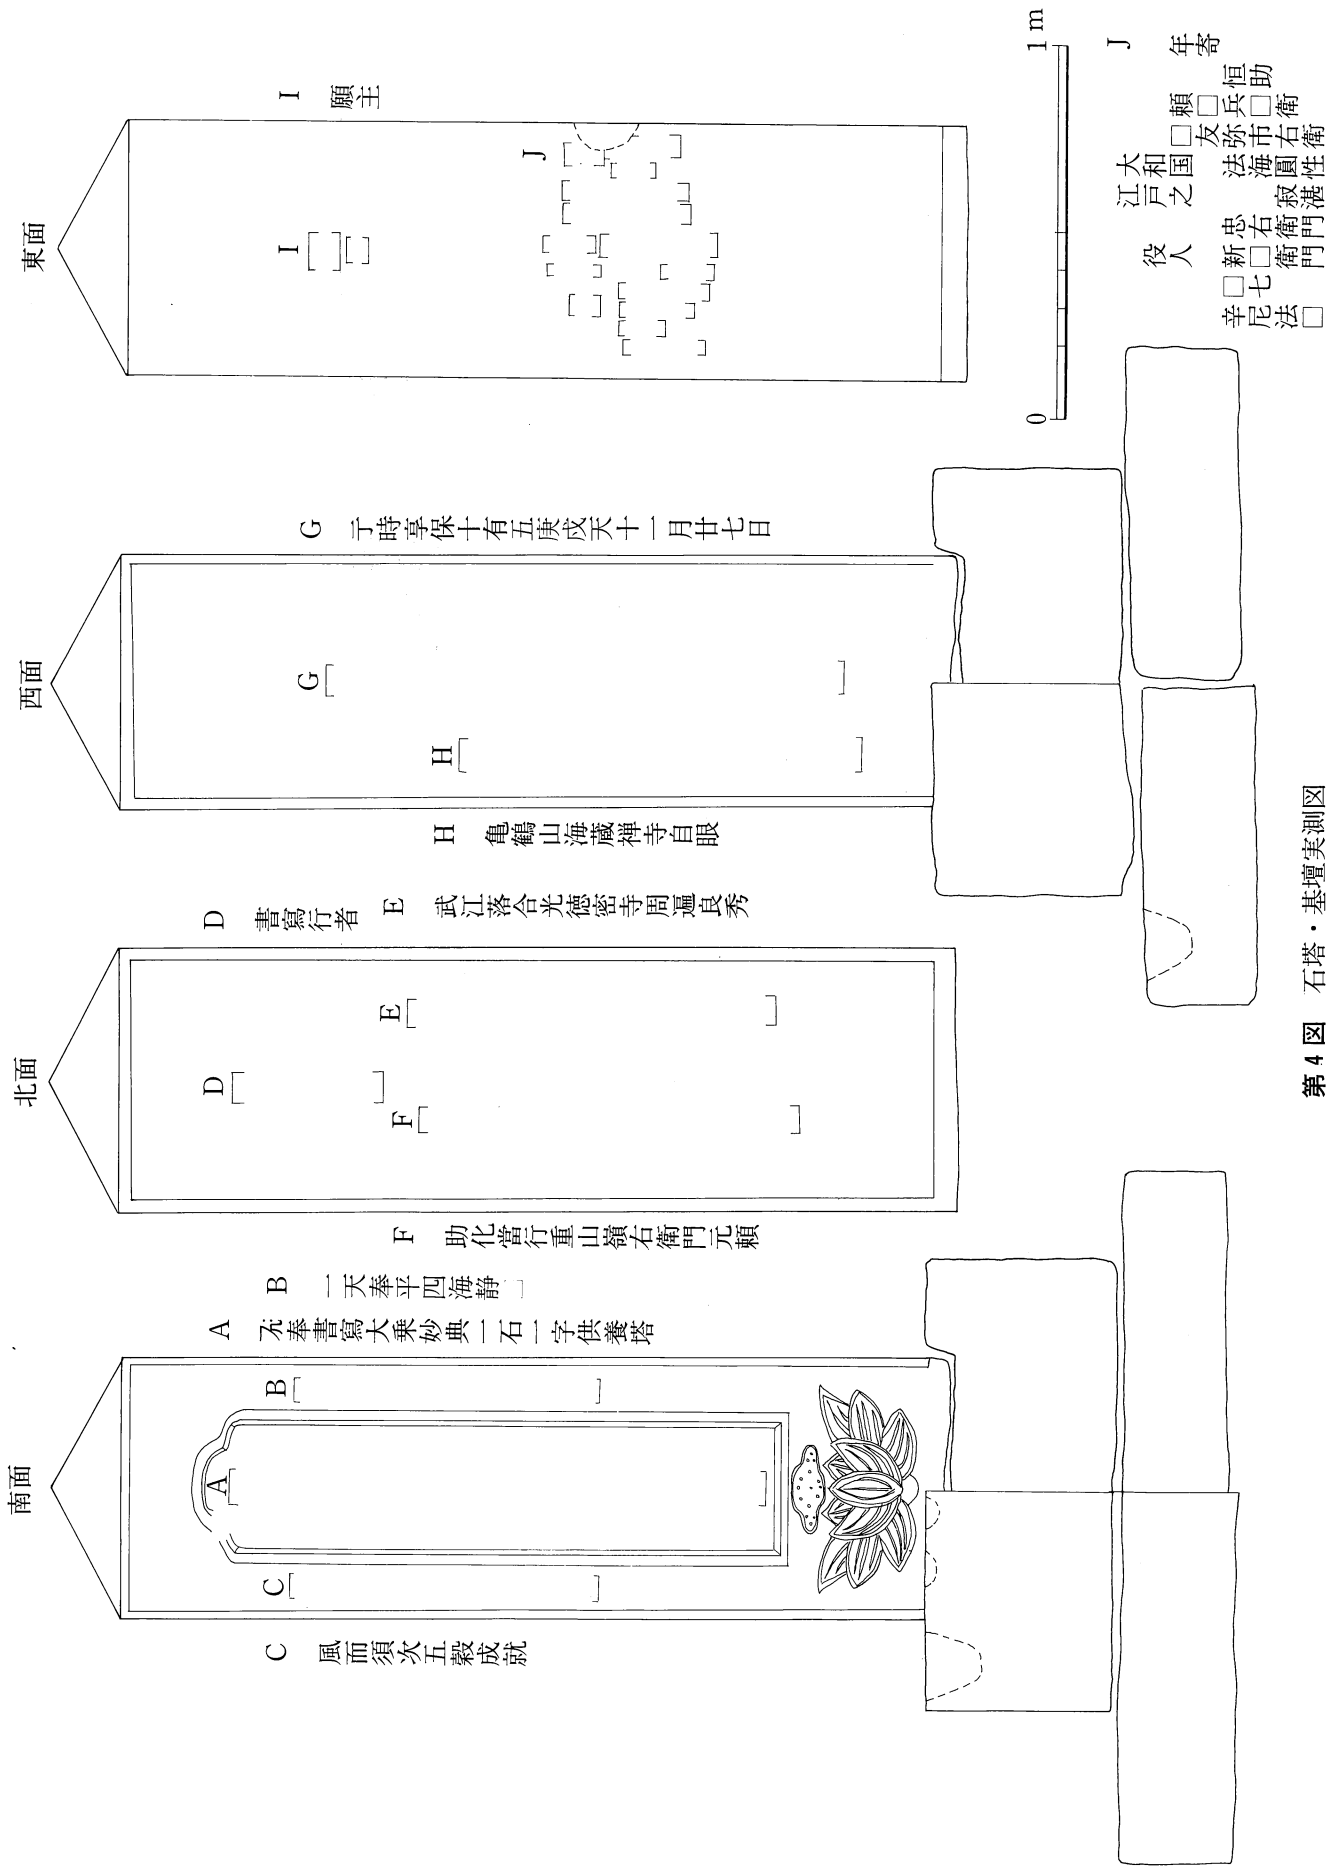 南面
A 奉書寫大乗妙典一石一字供養塔
B 一天奉平四海静□
C 風而須次五穀成就
A
B
C
北面
D 書寫行者
E 武江落合光徳密寺周遍良秀
F 助化當行重山嶺右衛門元頼
D
E
F
西面
G 于時享保十有五庚戌天十一月廿七日
H 亀鶴山海蔵禅寺自眼
G
H
東面
I 願主
I
J
0
1m
J
年寄
恒助
頼□兵□衛
□友弥市右衛
大和国
法海圓性
江戸之
寂湛
忠右衛門
役人
新□衛門
□七
辛尼法□
第4図 石塔・基壇実測図